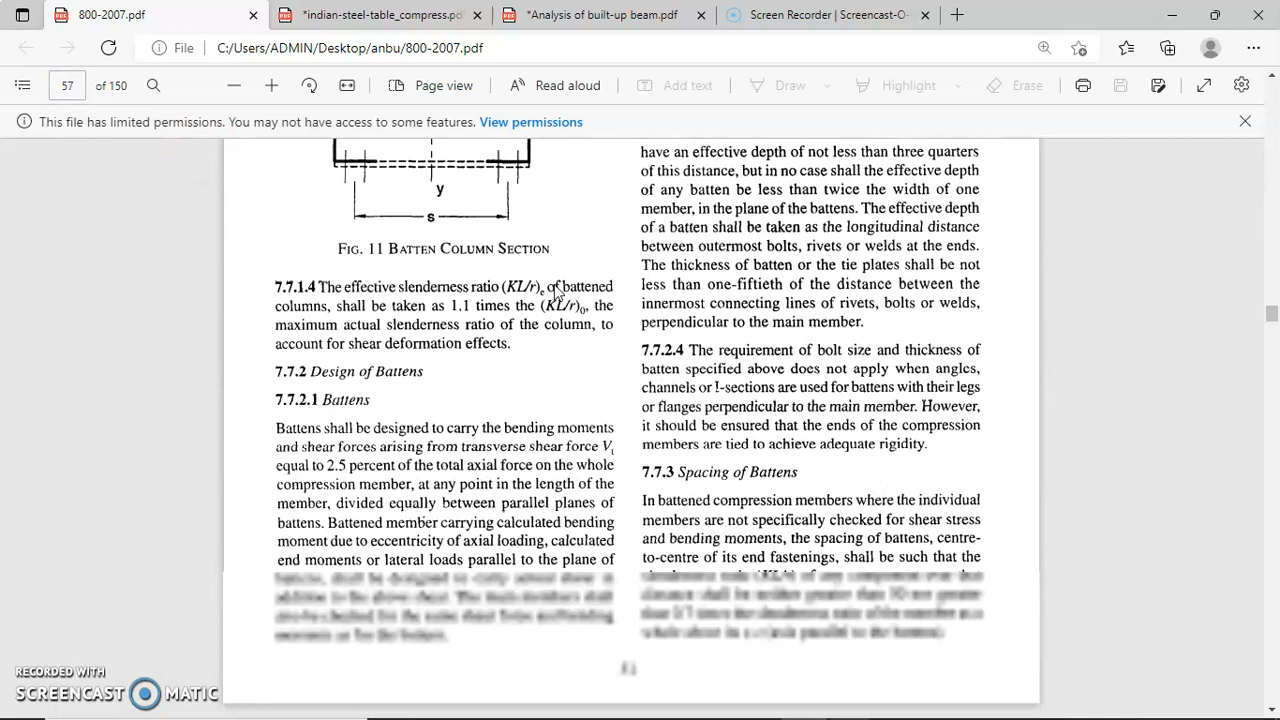 800-2007.pdf
*indian-steel-table_compress.pd
*Analysis of built-up beam.pdf
Screen Recorder | Screencast-O-
File
C:/Users/ADMIN/Desktop/anbu/800-2007.pdf
57 of 150
Page view
Read aloud
Add text
Draw
Highlight
Erase
This file has limited permissions. You may not have access to some features. View permissions
y
s
FIG. 11 BATTEN COLUMN SECTION
7.7.1.4 The effective slenderness ratio (KL/r)e of battened
columns, shall be taken as 1.1 times the (KL/r)0, the
maximum actual slenderness ratio of the column, to
account for shear deformation effects.
7.7.2 Design of Battens
7.7.2.1 Battens
Battens shall be designed to carry the bending moments
and shear forces arising from transverse shear force Vt
equal to 2.5 percent of the total axial force on the whole
compression member, at any point in the length of the
member, divided equally between parallel planes of
battens. Battened member carrying calculated bending
moment due to eccentricity of axial loading, calculated
end moments or lateral loads parallel to the plane of
have an effective depth of not less than three quarters
of this distance, but in no case shall the effective depth
of any batten be less than twice the width of one
member, in the plane of the battens. The effective depth
of a batten shall be taken as the longitudinal distance
between outermost bolts, rivets or welds at the ends.
The thickness of batten or the tie plates shall be not
less than one-fiftieth of the distance between the
innermost connecting lines of rivets, bolts or welds,
perpendicular to the main member.
7.7.2.4 The requirement of bolt size and thickness of
batten specified above does not apply when angles,
channels or I-sections are used for battens with their legs
or flanges perpendicular to the main member. However,
it should be ensured that the ends of the compression
members are tied to achieve adequate rigidity.
7.7.3 Spacing of Battens
In battened compression members where the individual
members are not specifically checked for shear stress
and bending moments, the spacing of battens, centre-
to-centre of its end fastenings, shall be such that the
RECORDED WITH
SCREENCAST MATIC